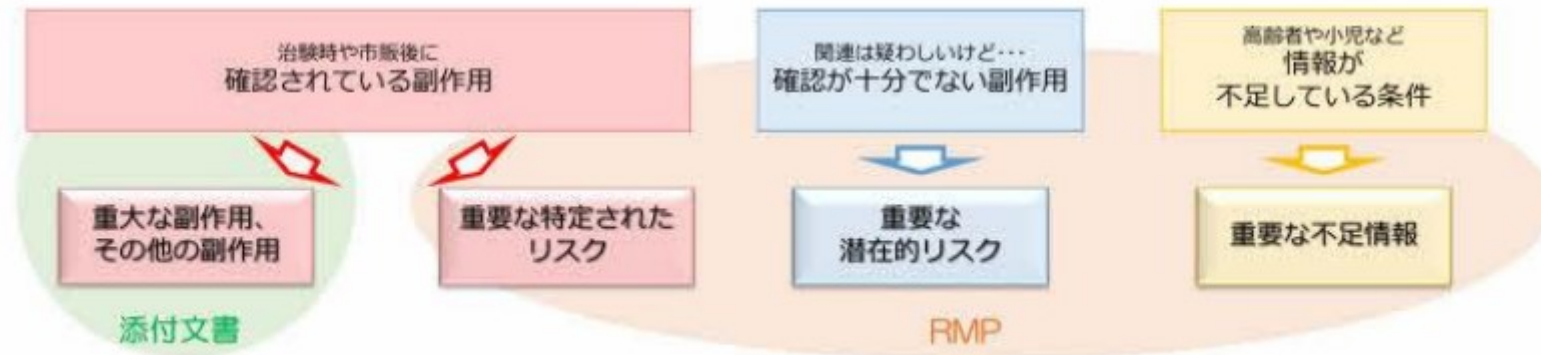 治験時や市販後に
確認されている副作用
関連は疑わしいけど･･･
確認が十分でない副作用
高齢者や小児など
情報が
不足している条件
重大な副作用、
その他の副作用
重要な特定された
リスク
重要な
潜在的リスク
重要な不足情報
添付文書
RMP